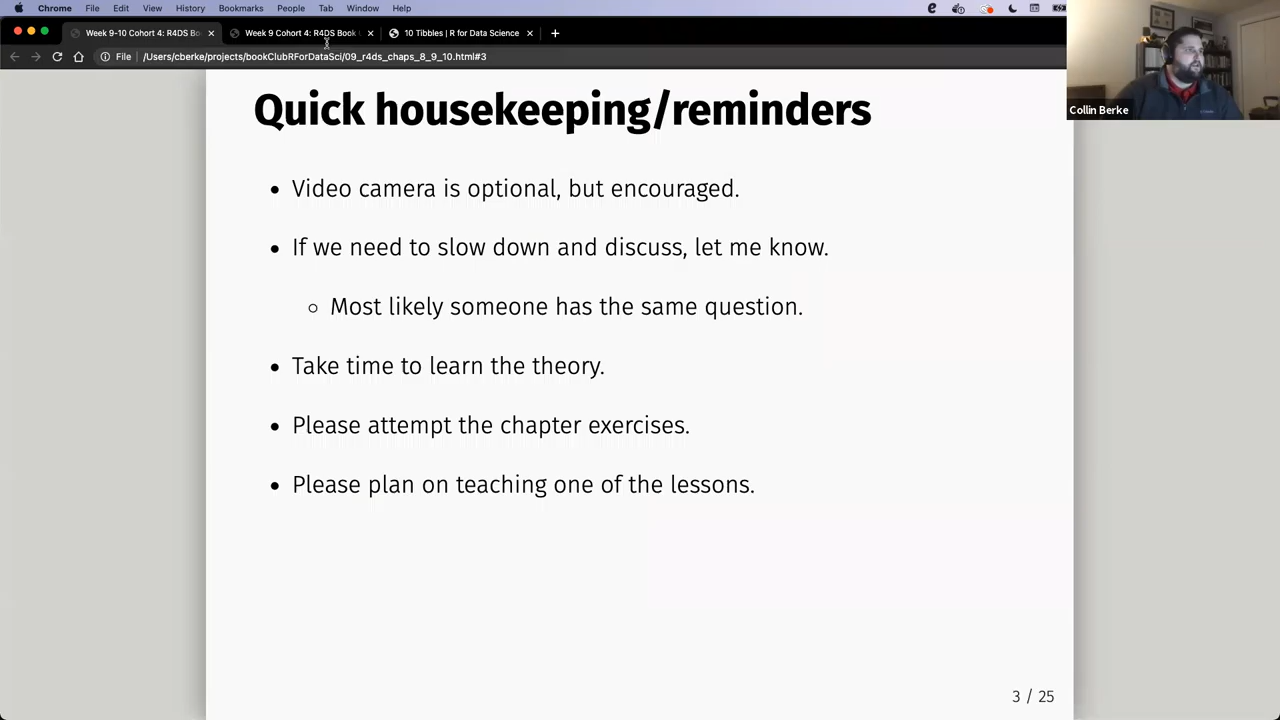 Chrome File Edit View History Bookmarks People Tab Window Help
Week 9-10 Cohort 4: R4DS Bo
Week 9 Cohort 4: R4DS Book
10 Tibbles | R for Data Science
File /Users/cberke/projects/bookClubRForDataSci/09_r4ds_chaps_8_9_10.html#3
Collin Berke
Quick housekeeping/reminders
Video camera is optional, but encouraged.
If we need to slow down and discuss, let me know.
Most likely someone has the same question.
Take time to learn the theory.
Please attempt the chapter exercises.
Please plan on teaching one of the lessons.
3 / 25